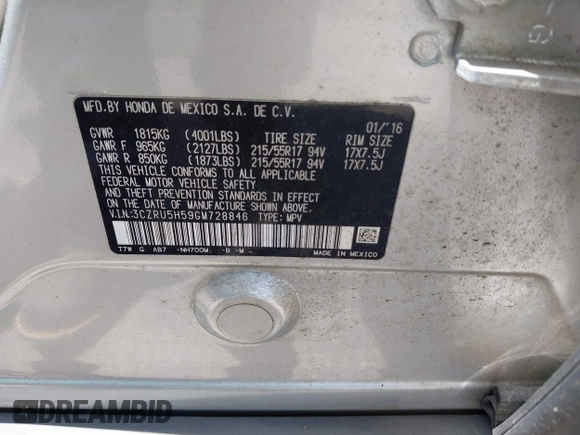 MFD.BY HONDA DE MEXICO S.A. DE C.V.
01/'16
GVWR 1815KG (4001LBS) TIRE SIZE RIM SIZE
GAWR F 965KG (2127LBS) 215/55R17 94V 17X7.5J
GAWR R 850KG (1873LBS) 215/55R17 94V 17X7.5J
THIS VEHICLE CONFORMS TO ALL APPLICABLE
FEDERAL MOTOR VEHICLE SAFETY, BUMPER,
AND THEFT PREVENTION STANDARDS IN EFFECT
ON THE DATE OF MANUFACTURE SHOWN ABOVE.
V.I.N:3CZRU5H59GM728846 TYPE: MPV
T7W G AB7 -NH700M -B -M-
MADE IN MEXICO
DREAMBID